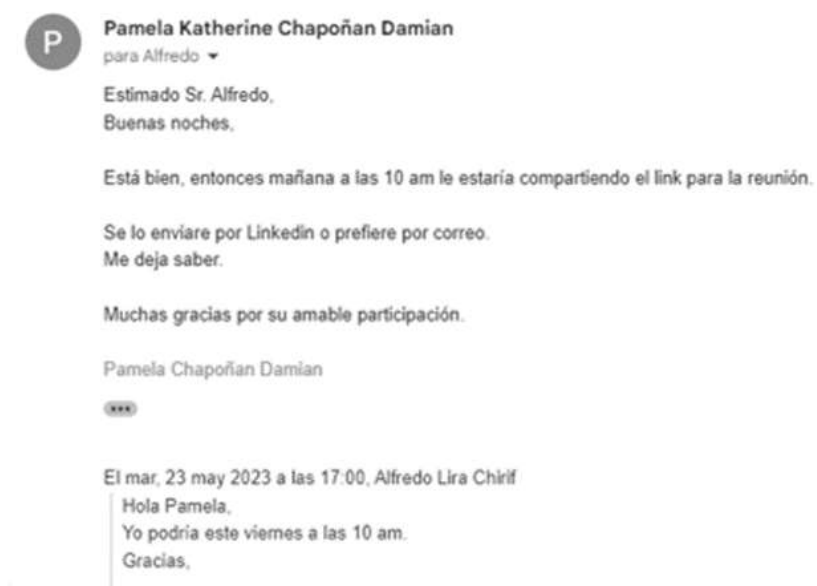 P
Pamela Katherine Chapoñan Damian
para Alfredo
Estimado Sr. Alfredo,
Buenas noches,
Está bien, entonces mañana a las 10 am le estaría compartiendo el link para la reunión.
Se lo enviare por Linkedin o prefiere por correo.
Me deja saber.
Muchas gracias por su amable participación.
Pamela Chapoñan Damian
El mar, 23 may 2023 a las 17:00, Alfredo Lira Chirif
Hola Pamela,
Yo podría este viernes a las 10 am.
Gracias,